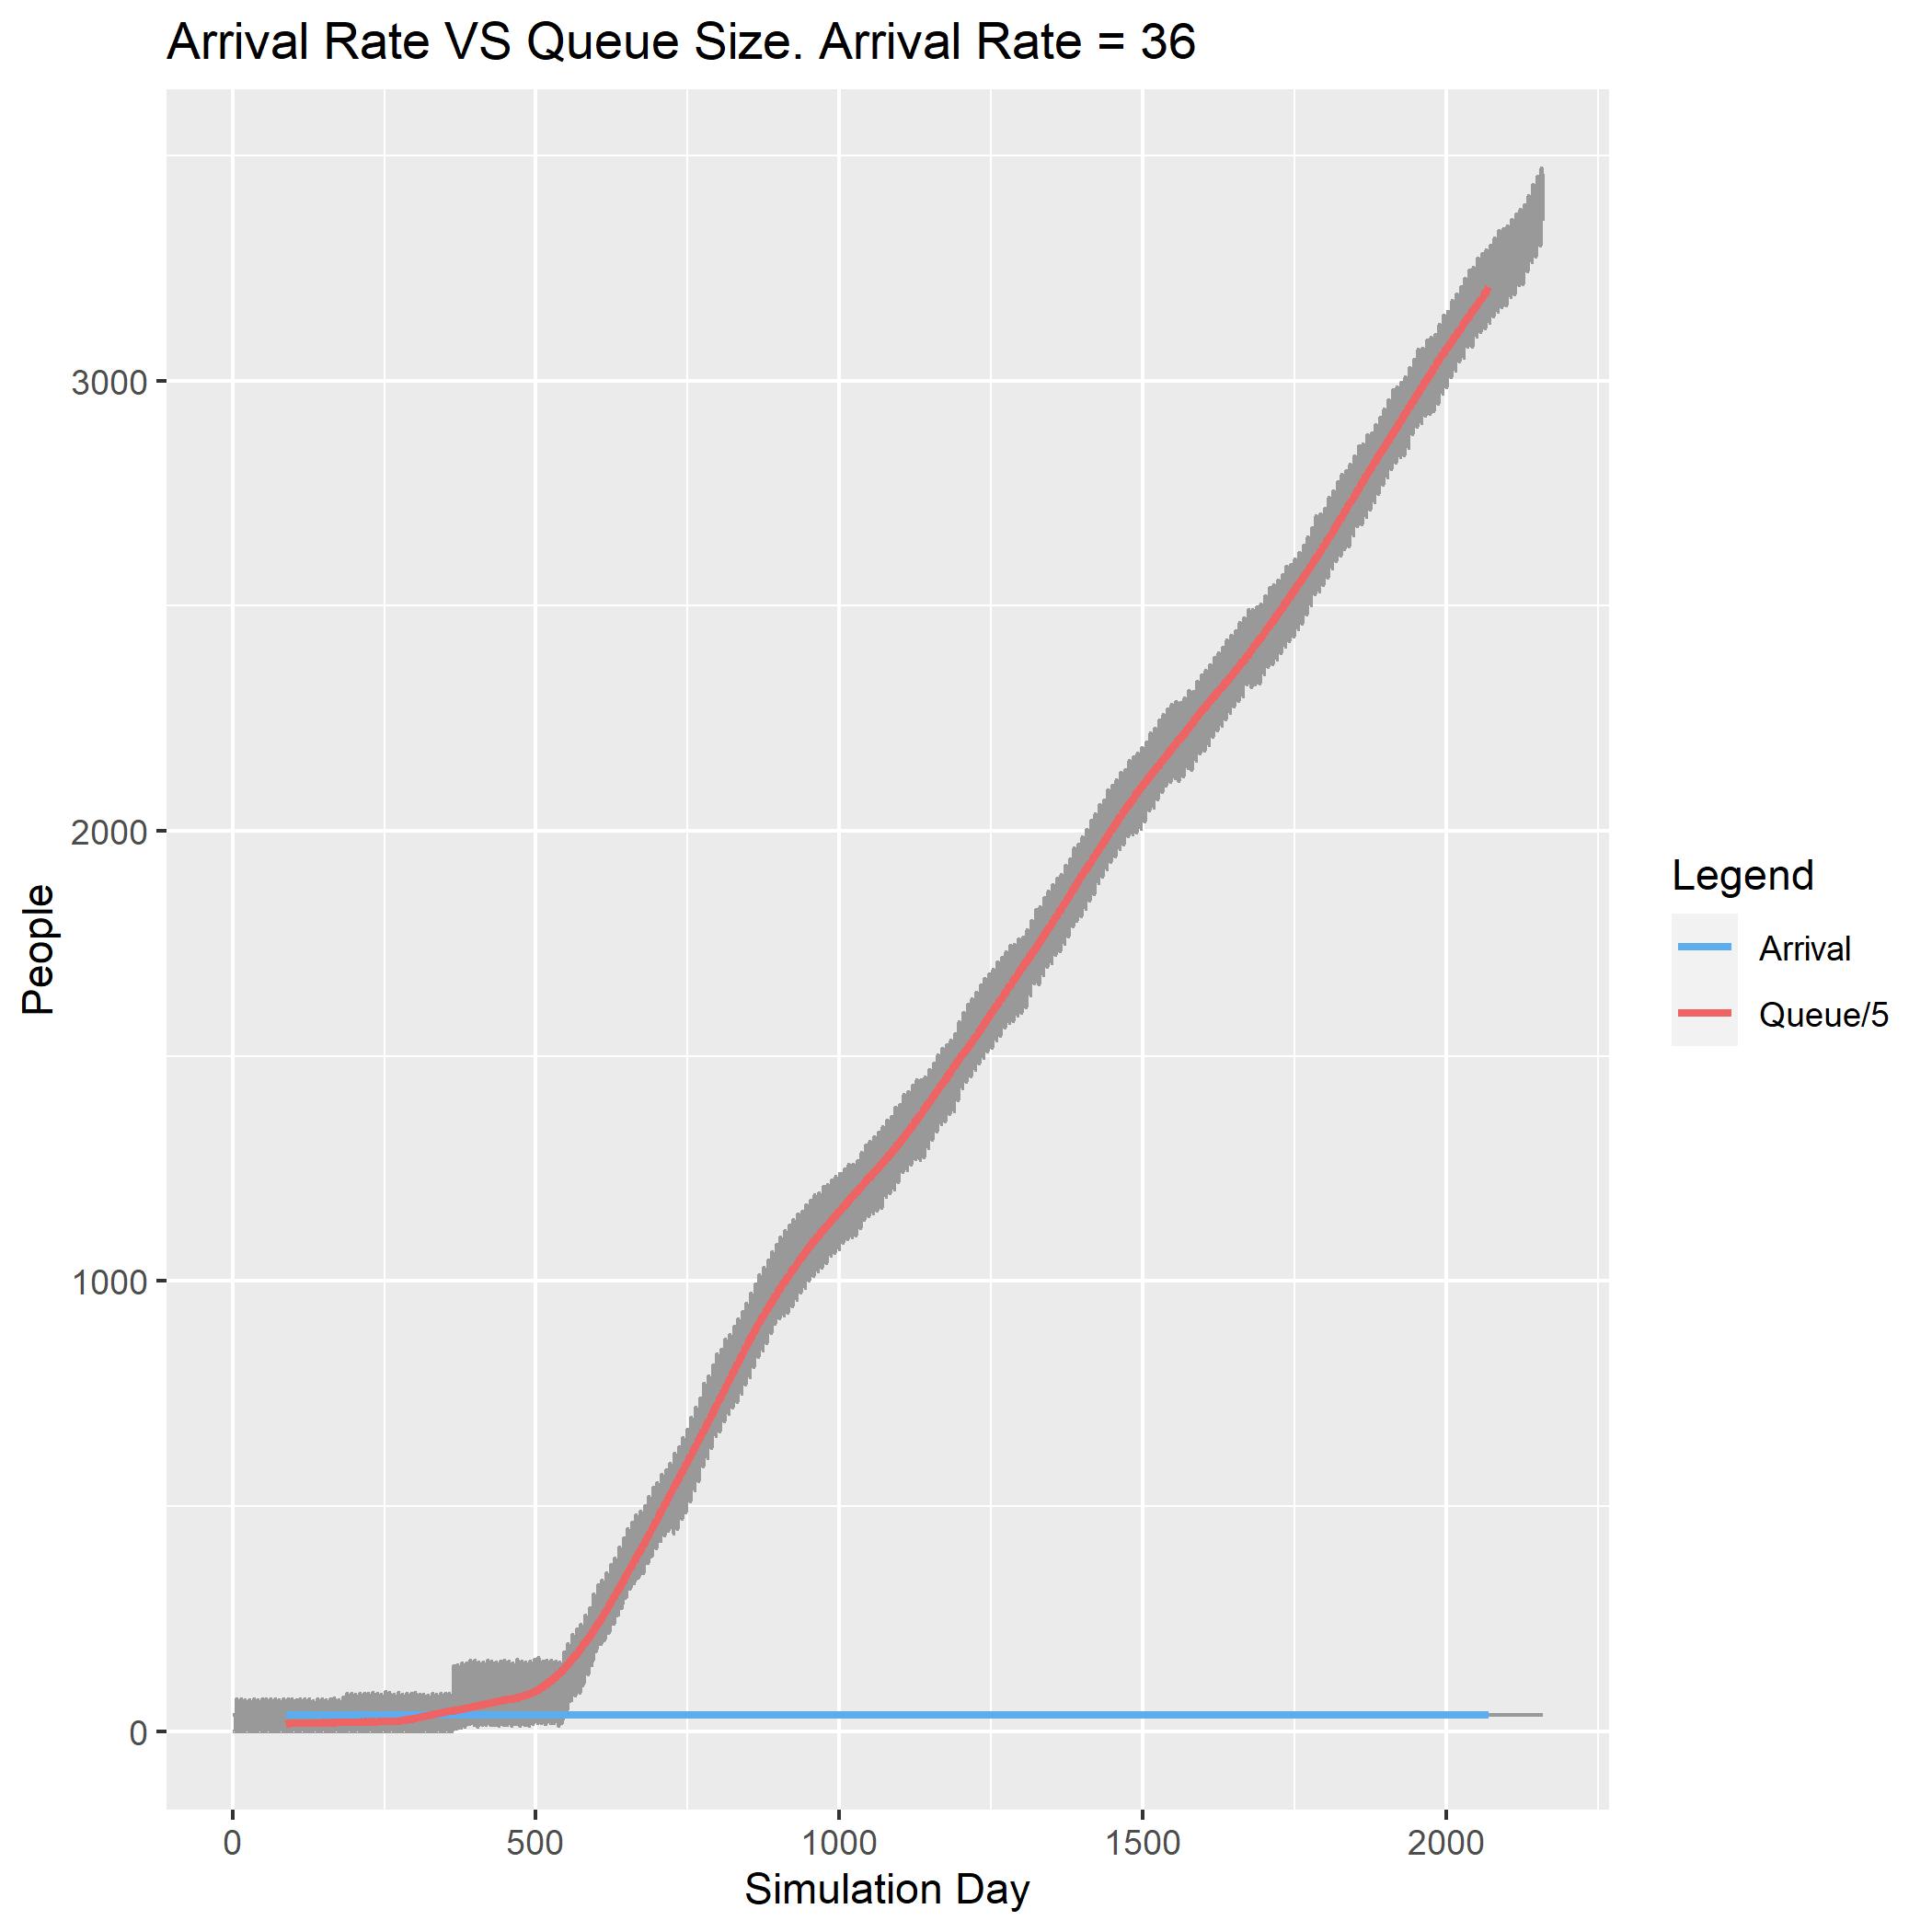 Arrival Rate VS Queue Size. Arrival Rate = 36
3000
2000
1000
0
People
0 500 1000 1500 2000
Simulation Day
Legend
Arrival
Queue/5